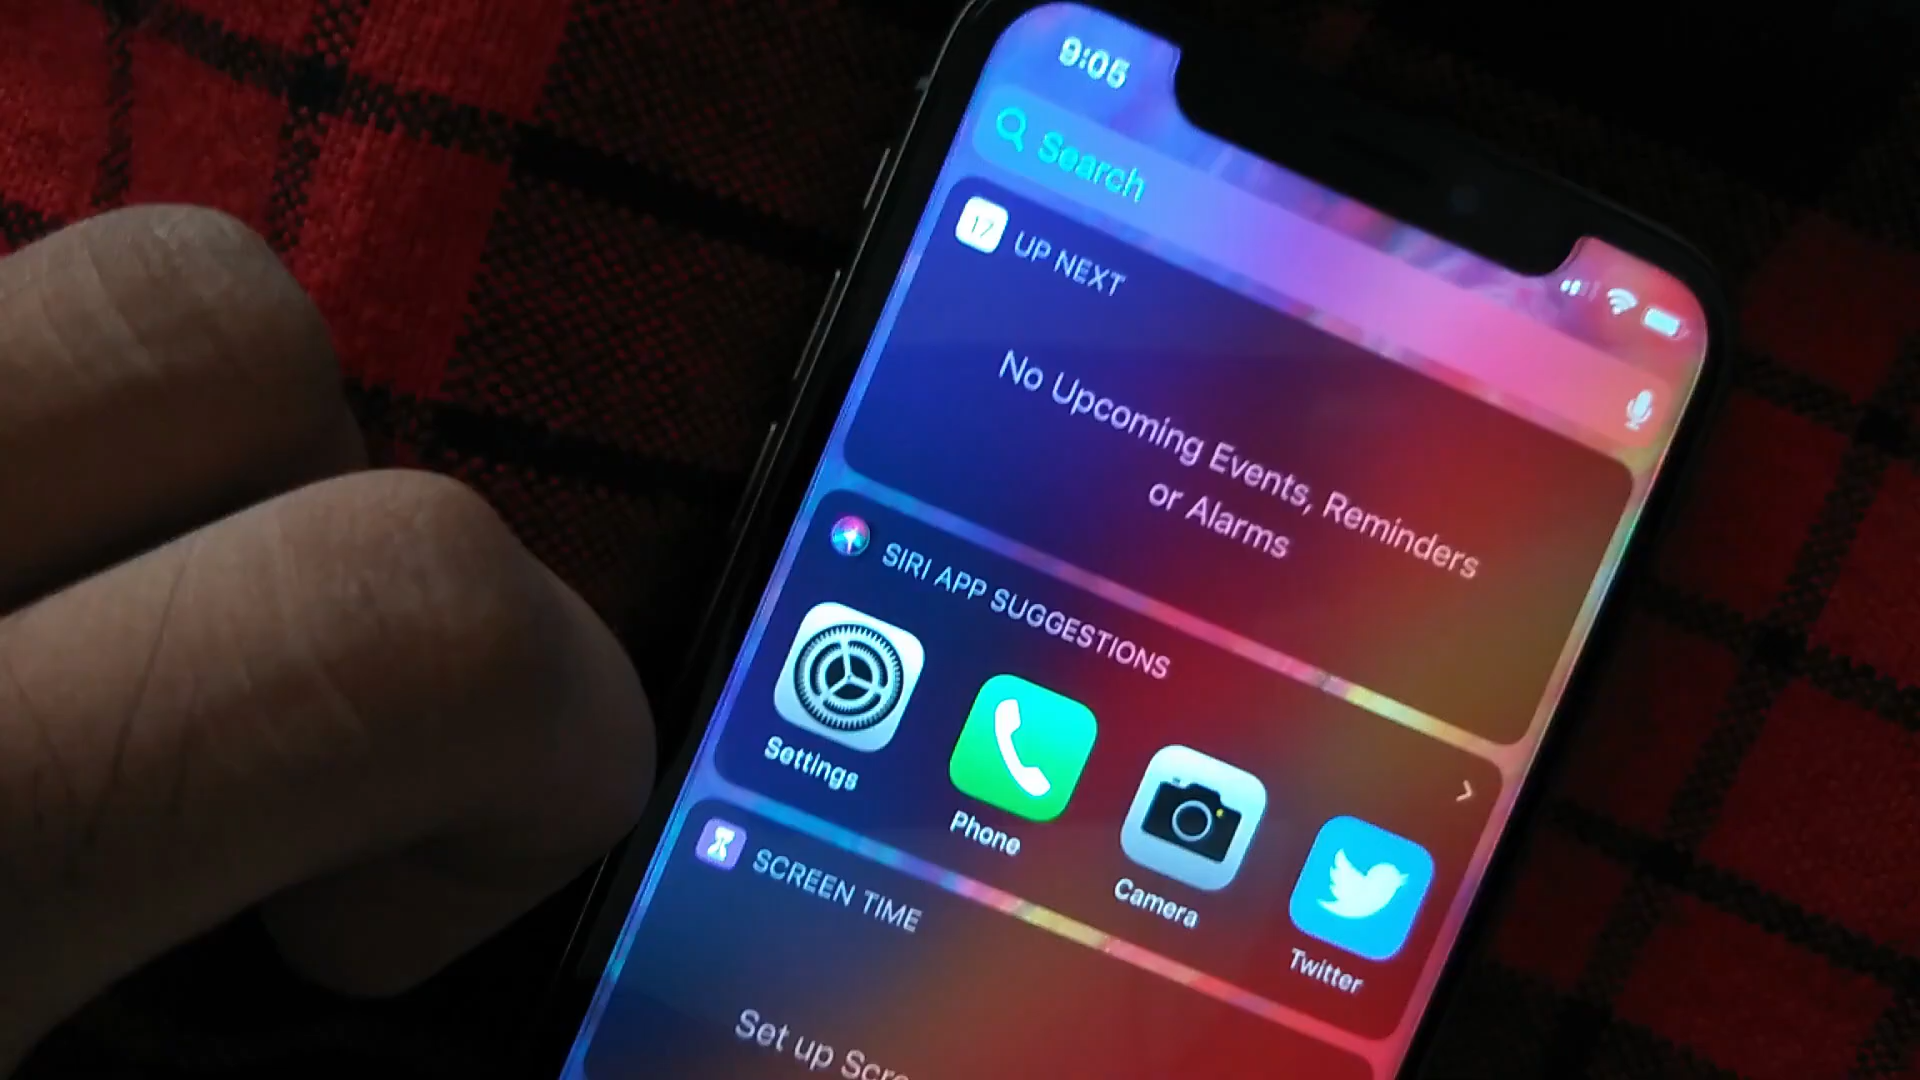 9:05
Search
17
UP NEXT
No Upcoming Events, Reminders
or Alarms
SIRI APP SUGGESTIONS
Settings
Phone
Camera
Twitter
SCREEN TIME
Set up